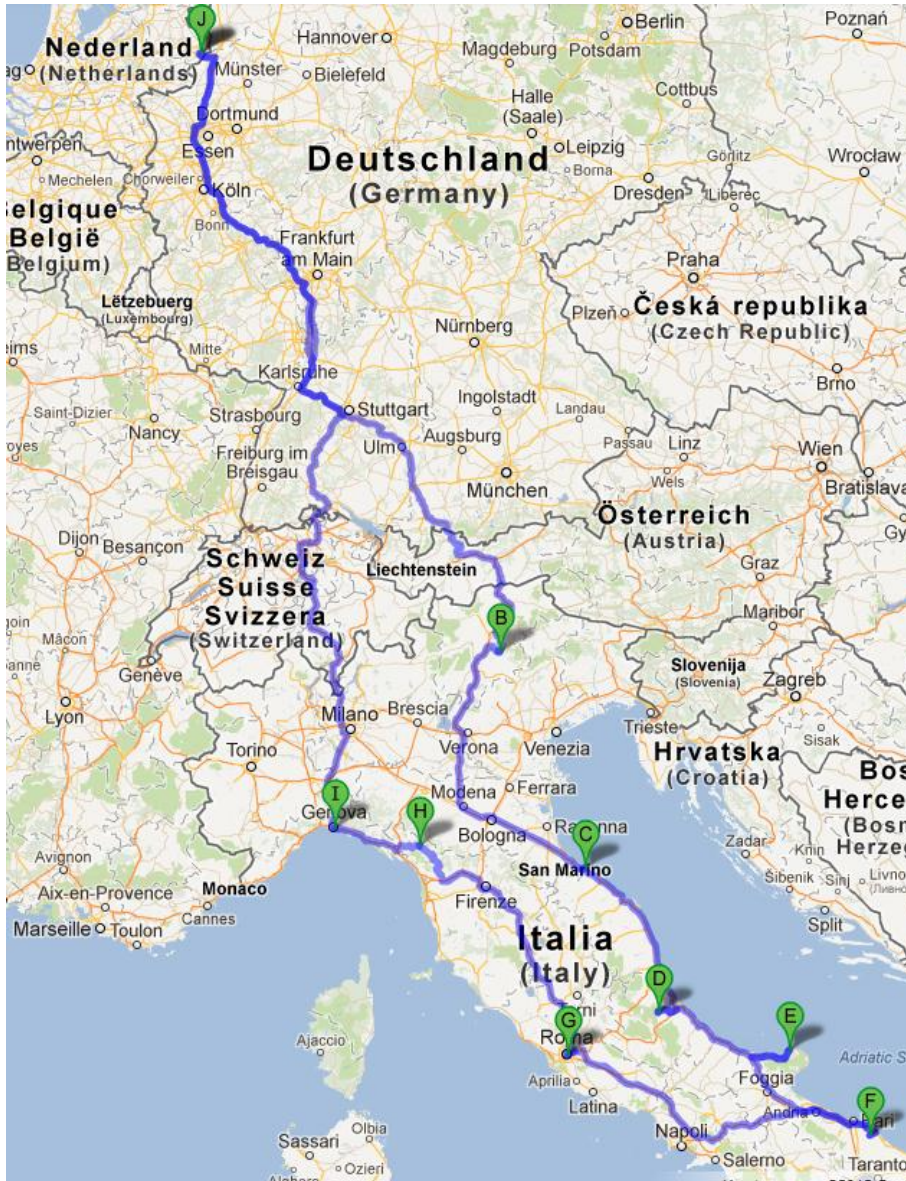 J
Nederland
(Netherlands)
Hannover
Berlin
Potsdam
Poznań
Magdeburg
Münster
Bielefeld
Cottbus
Dortmund
Halle
(Saale)
Essen
Leipzig
Borna
Görlitz
Wrocław
Antwerpen
Mechelen
Chorweiler
Köln
Bonn
Deutschland
(Germany)
Dresden
Liberec
Belgique
België
(Belgium)
Frankfurt
am Main
Praha
Lëtzebuerg
(Luxembourg)
Plzeň
Česká republika
(Czech Republic)
Nürnberg
Mitte
Brno
Karlsruhe
Saint-Dizier
Strasbourg
Stuttgart
Ingolstadt
Landau
Nancy
Ulm
Augsburg
Passau
Linz
Wels
Wien
Freiburg im
Breisgau
München
Bratislava
Österreich
(Austria)
Dijon
Besançon
Schweiz
Suisse
Svizzera
(Switzerland)
Liechtenstein
Graz
Maribor
B
Mâcon
Genève
Slovenija
(Slovenia)
Zagreb
Lyon
Milano
Brescia
Trieste
Verona
Venezia
Sisak
Torino
Hrvatska
(Croatia)
I
Genova
H
Modena
Ferrara
Bologna
C
Zadar
Knin
Avignon
Šibenik
Sinj
Aix-en-Provence
Monaco
San Marino
Cannes
Firenze
Split
Marseille
Toulon
Italia
(Italy)
D
E
G
Roma
Ajaccio
Adriatic S
Aprilia
Foggia
Latina
F
Andria
Bari
Olbia
Napoli
Sassari
Salerno
Taranto
Ozieri